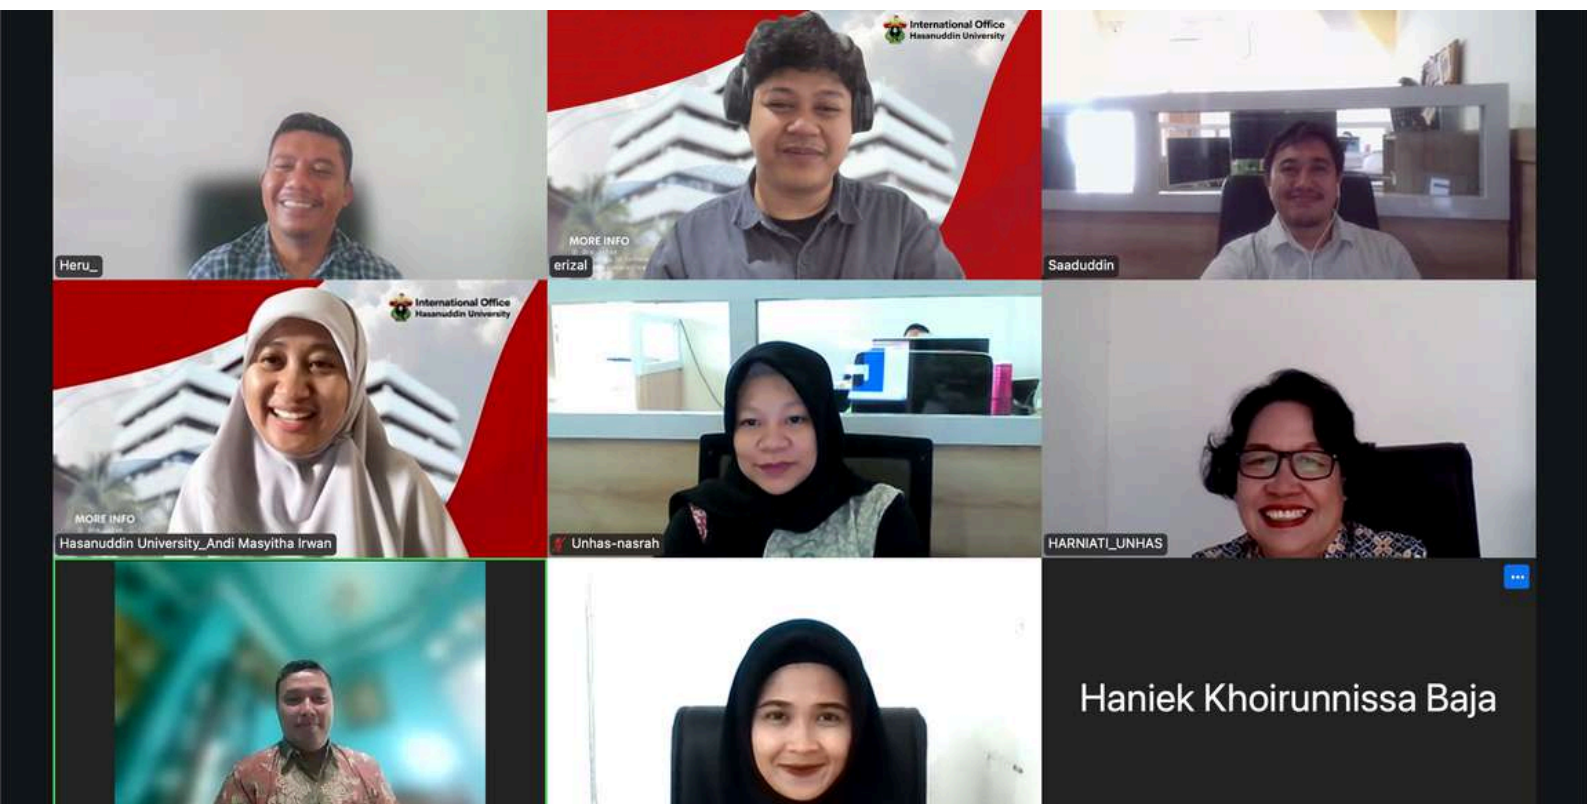 International Office
Hasanuddin University
MORE INFO
Heru_
erizal
Saaduddin
International Office
Hasanuddin University
MORE INFO
Hasanuddin University_Andi Masyitha Irwan
Unhas-nasrah
HARNIATI_UNHAS
Haniek Khoirunnissa Baja